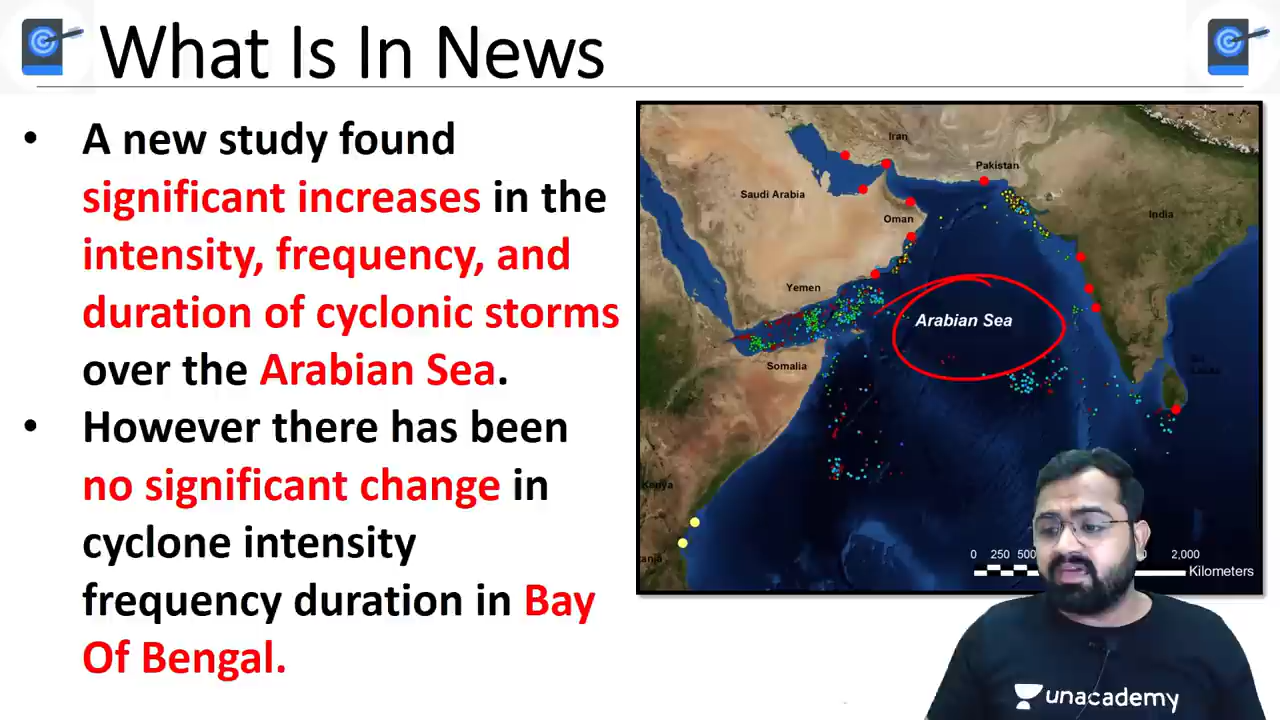 What Is In News
• A new study found
significant increases in the
intensity, frequency, and
duration of cyclonic storms
over the Arabian Sea.
• However there has been
no significant change in
cyclone intensity
frequency duration in Bay
Of Bengal.
Iran
Pakistan
Saudi Arabia
Oman
India
Yemen
Arabian Sea
Somalia
Kenya
0 250 500 2,000
Kilometers
unacademy